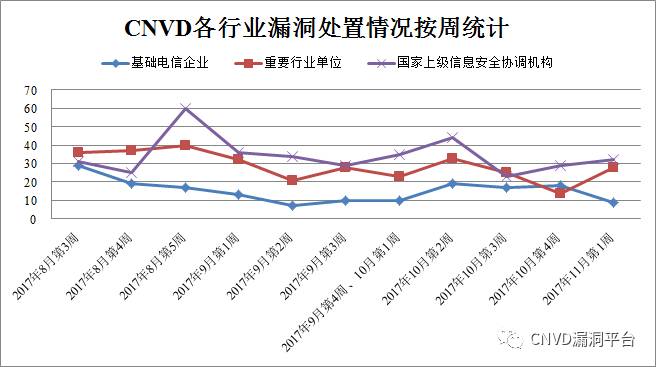 CNVD各行业漏洞处置情况按周统计
基础电信企业 重要行业单位 国家上级信息安全协调机构
70
60
50
40
30
20
10
0
2017年8月第3周
2017年8月第4周
2017年8月第5周
2017年9月第1周
2017年9月第2周
2017年9月第3周
2017年9月第4周、10月第1周
2017年10月第2周
2017年10月第3周
2017年10月第4周
2017年11月第1周
CNVD漏洞平台